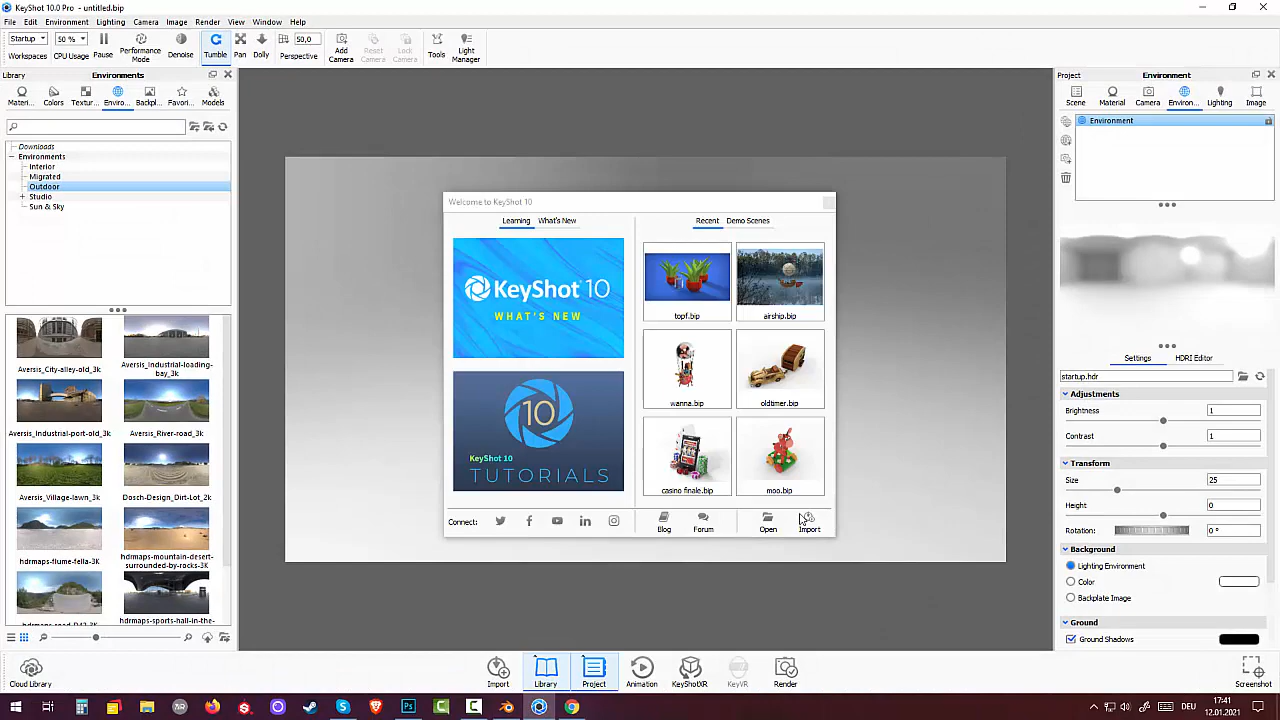 KeyShot 10.0 Pro - untitled.bip
File Edit Environment Lighting Camera Image Render View Window Help
Startup 50 % 50,0
Workspaces CPU Usage Pause Performance Mode Denoise Tumble Pan Dolly Perspective Add Camera Reset Camera Lock Camera Tools Light Manager
Library Environments
Materi... Colors Textur... Enviro... Backpl... Favori... Models
Downloads
Environments
Interior
Migrated
Outdoor
Studio
Sun & Sky
Aversis_City-alley-old_3k
Aversis_Industrial-loading-bay_3k
Aversis_Industrial-port-old_3k
Aversis_River-road_3k
Aversis_Village-lawn_3k
Dosch-Design_Dirt-Lot_2k
hdrmaps-flume-fella-3K
hdrmaps-mountain-desert-surrounded-by-rocks-3K
hdrmaps-sports-hall-in-the-
Welcome to KeyShot 10
Learning What's New
KeyShot 10
WHAT'S NEW
10
KeyShot 10
TUTORIALS
Recent Demo Scenes
topf.bip
airship.bip
wanna.bip
oldtimer.bip
casino finale.bip
moo.bip
Connect:
Blog Forum Open Import
Project Environment
Scene Material Camera Environ... Lighting Image
Environment
Settings HDRI Editor
startup.hdr
Adjustments
Brightness 1
Contrast 1
Transform
Size 25
Height 0
Rotation: 0 °
Background
Lighting Environment
Color
Backplate Image
Ground
Ground Shadows
Cloud Library
Import Library Project Animation KeyShotXR KeyVR Render
Screenshot
DEU
17:41
12.01.2021